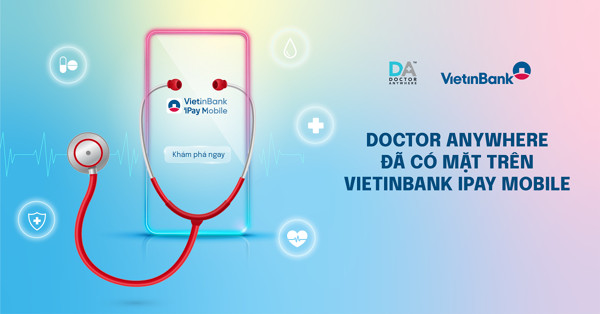 DA
DOCTOR
ANYWHERE
VietinBank
VietinBank
iPay Mobile
Khám phá ngay
DOCTOR ANYWHERE
ĐÃ CÓ MẶT TRÊN
VIETINBANK IPAY MOBILE